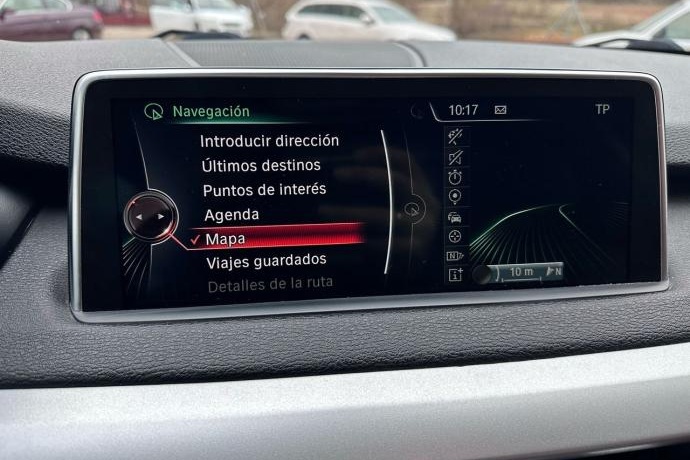 Navegación
10:17
TP
Introducir dirección
Últimos destinos
Puntos de interés
Agenda
Mapa
Viajes guardados
Detalles de la ruta
10 m
N